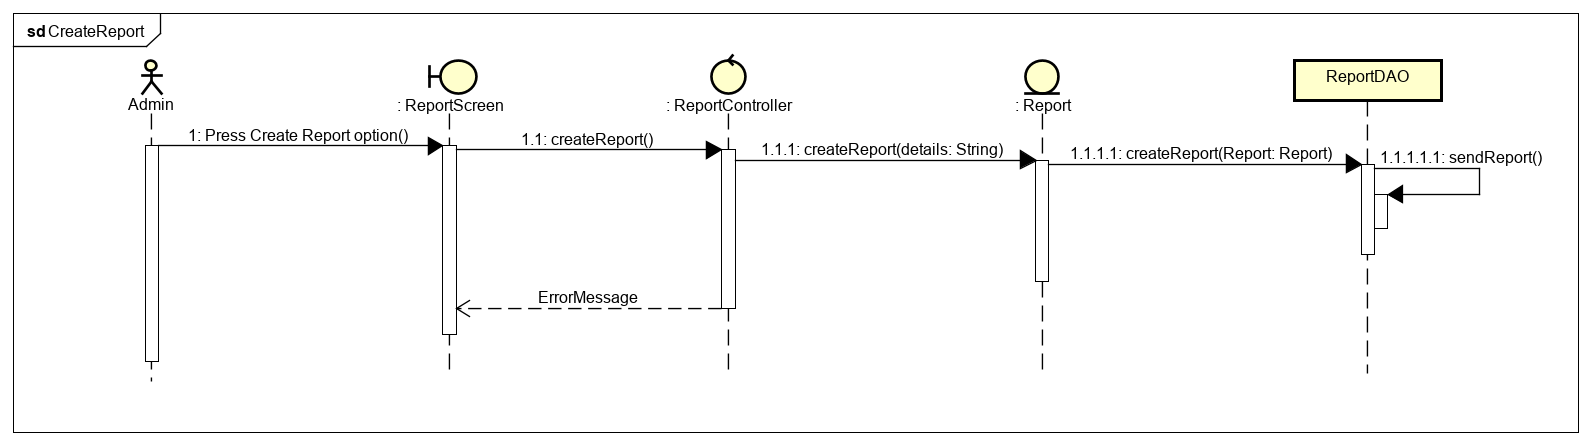 sd CreateReport
Admin
: ReportScreen
: ReportController
: Report
ReportDAO
1: Press Create Report option()
1.1: createReport()
1.1.1: createReport(details: String)
1.1.1.1: createReport(Report: Report)
1.1.1.1.1: sendReport()
ErrorMessage